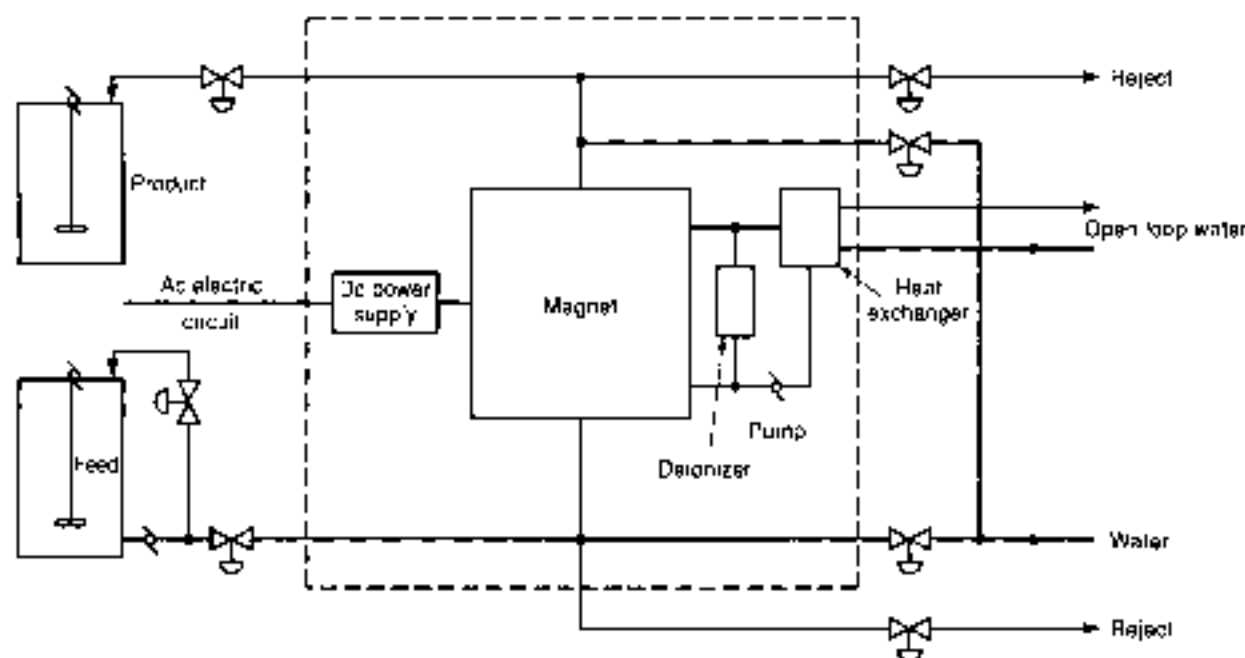 Reject
Product
Open loop water
Ac electric
circuit
Dc power
supply
Magnet
Heat
exchanger
Feed
Pump
Deionizer
Water
Reject